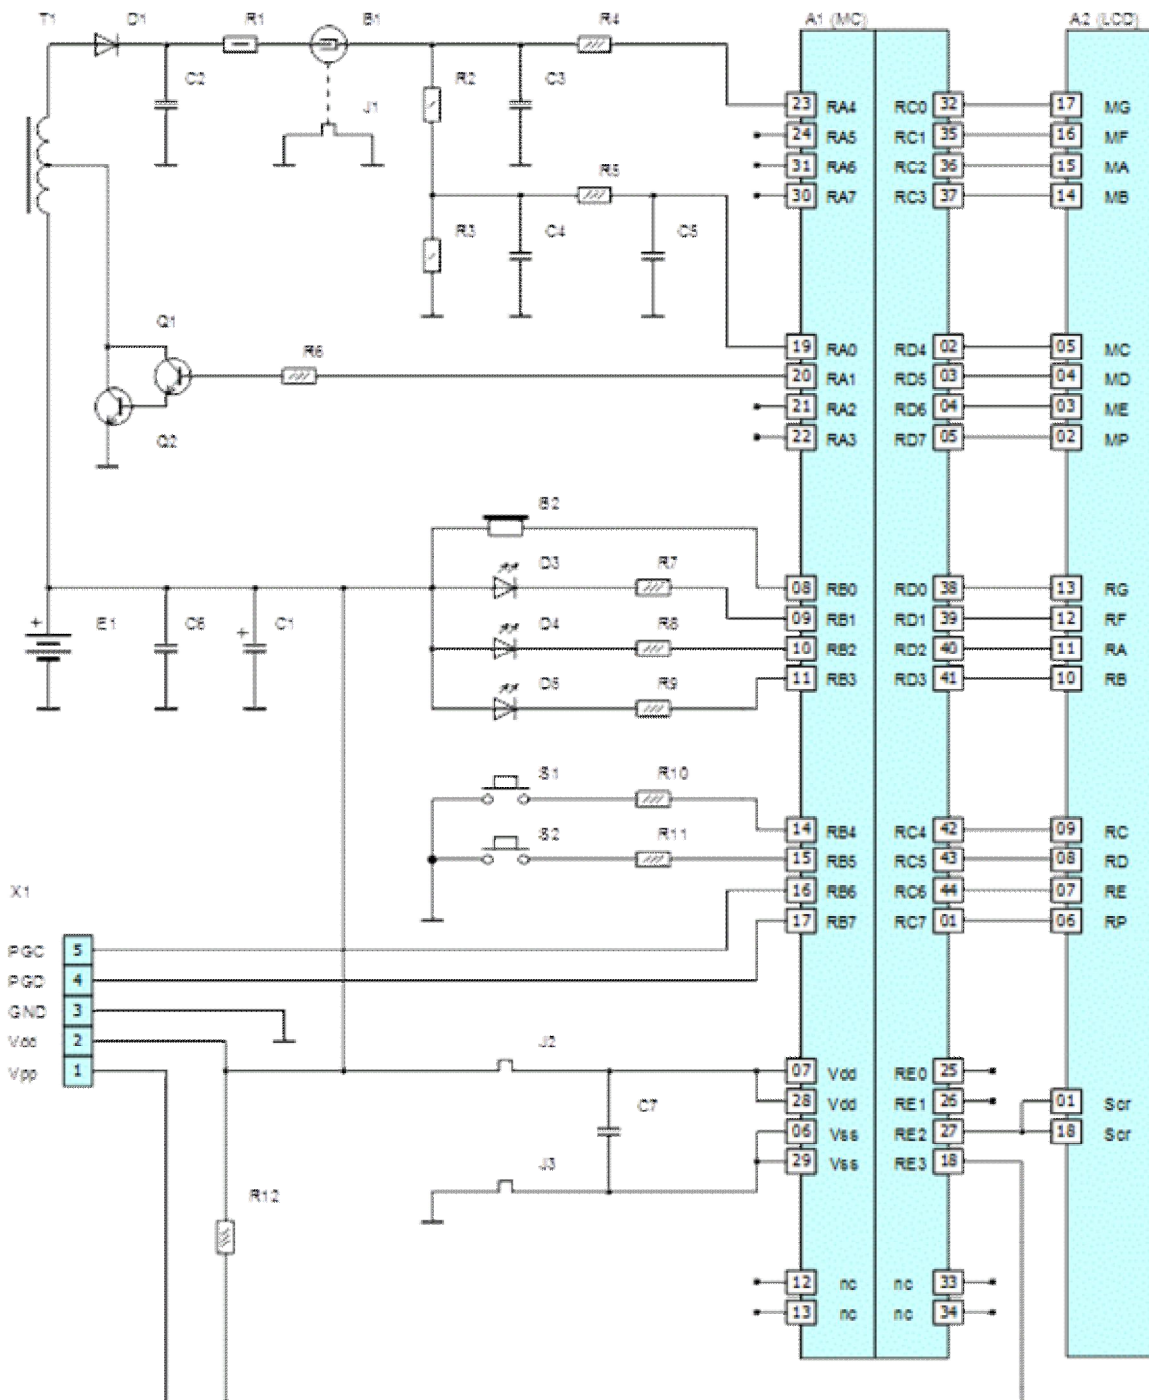 T1 D1 R1 B1 R4 A1 (MC) A2 (LCD)
C2 R2 C3
J1
23 RA4 RC0 32 17 MG
24 RA5 RC1 35 16 MF
31 RA6 RC2 36 15 MA
30 RA7 RC3 37 14 MB
R5
R3 C4 C5
Q1
R6
19 RA0 RD4 02 05 MC
20 RA1 RD5 03 04 MD
21 RA2 RD6 04 03 ME
22 RA3 RD7 05 02 MP
Q2
B2
D3 R7
08 RB0 RD0 38 13 RG
09 RB1 RD1 39 12 RF
+ E1 C6 + C1 D4 R8
10 RB2 RD2 40 11 RA
11 RB3 RD3 41 10 RB
D5 R9
S1 R10
14 RB4 RC4 42 09 RC
S2 R11
15 RB5 RC5 43 08 RD
16 RB6 RC6 44 07 RE
17 RB7 RC7 01 06 RP
X1
PGC 5
PGD 4
GND 3
Vdd 2
Vpp 1
J2
07 Vdd RE0 25
28 Vdd RE1 26 01 Scr
C7
06 Vss RE2 27 18 Scr
29 Vss RE3 18
J3
R12
12 nc nc 33
13 nc nc 34